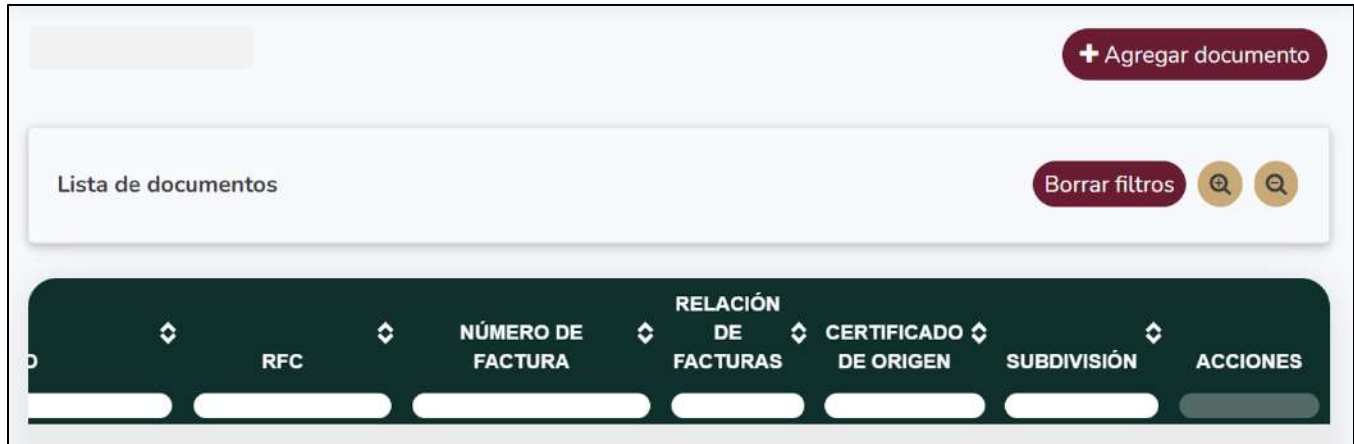 + Agregar documento
Lista de documentos
Borrar filtros
RFC
NÚMERO DE
FACTURA
RELACIÓN
DE
FACTURAS
CERTIFICADO
DE ORIGEN
SUBDIVISIÓN
ACCIONES